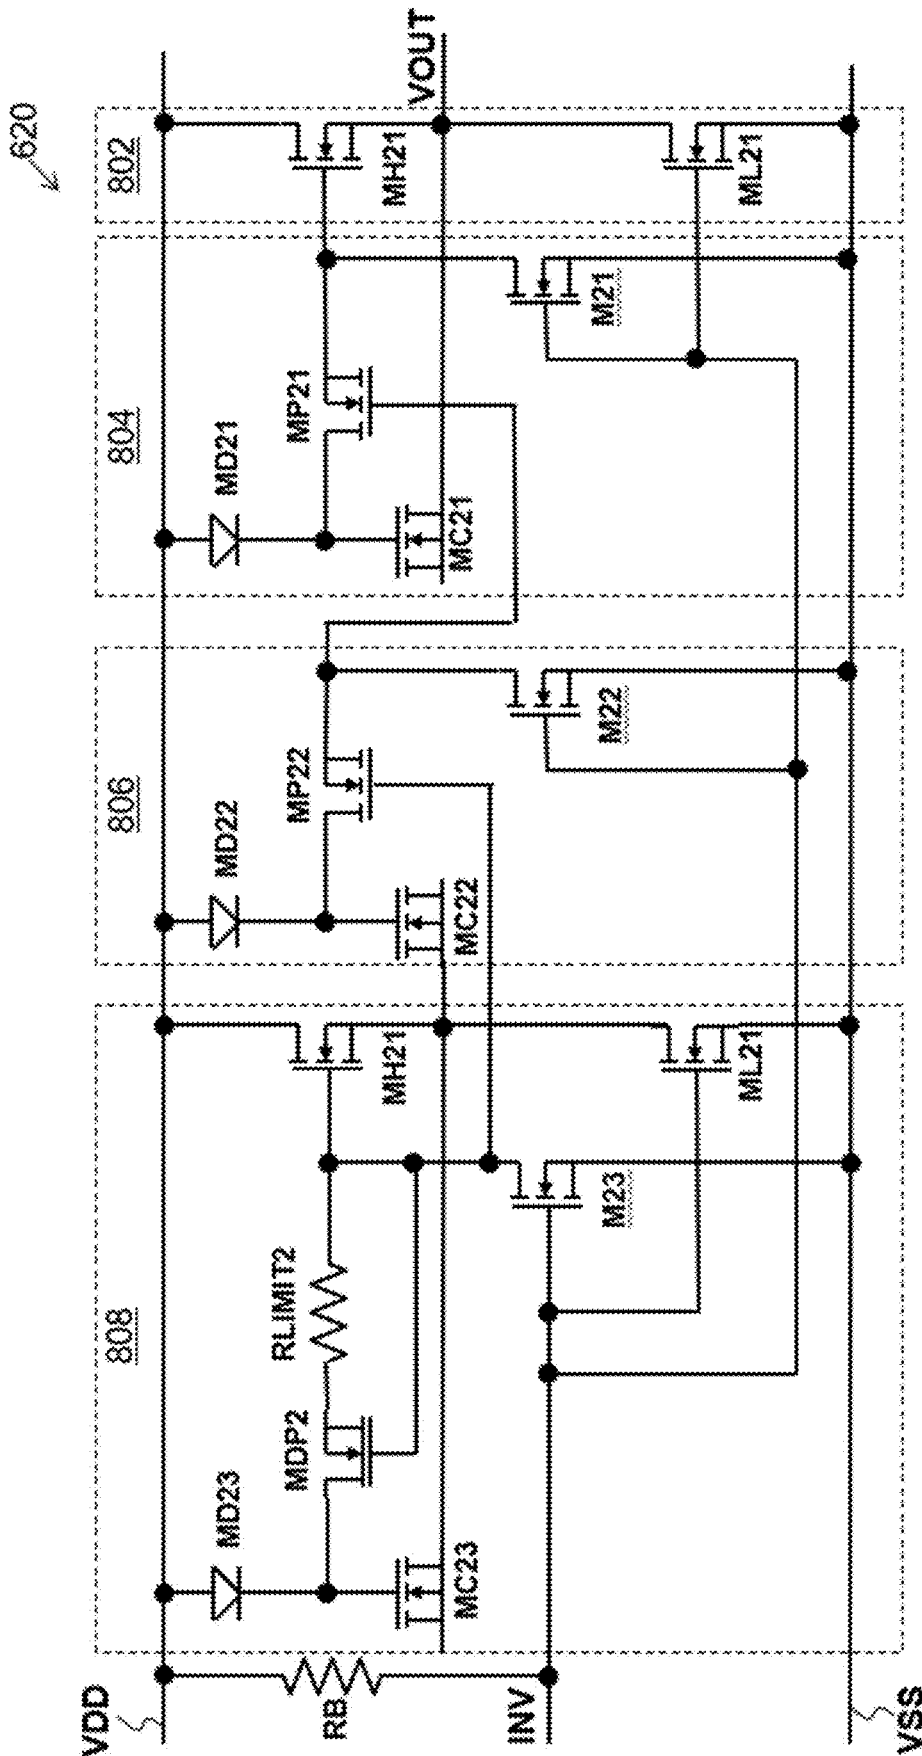 620
VDD
808
806
804
802
MD23
MD22
MD21
MDP2
RLIMIT2
MP22
MP21
RB
MH21
MH21
MC23
MC22
MC21
VOUT
INV
M23
M22
M21
ML21
ML21
VSS